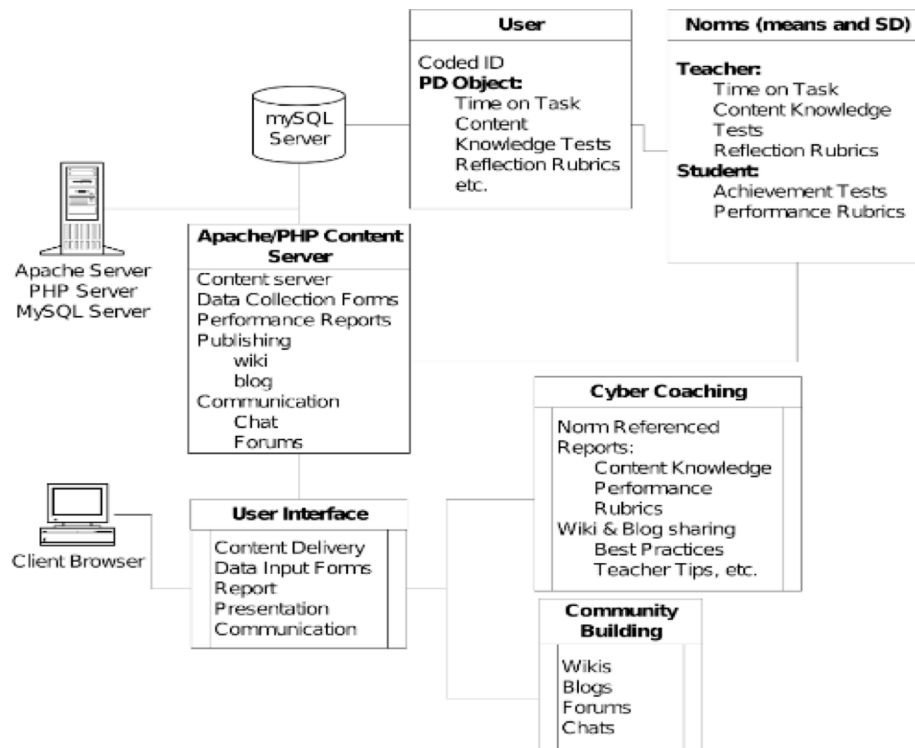 User
Coded ID
PD Object:
Time on Task
Content
Knowledge Tests
Reflection Rubrics
etc.
Norms (means and SD)
Teacher:
Time on Task
Content Knowledge
Tests
Reflection Rubrics
Student:
Achievement Tests
Performance Rubrics
mySQL
Server
Apache Server
PHP Server
MySQL Server
Apache/PHP Content
Server
Content server
Data Collection Forms
Performance Reports
Publishing
wiki
blog
Communication
Chat
Forums
Cyber Coaching
Norm Referenced
Reports:
Content Knowledge
Performance
Rubrics
Wiki & Blog sharing
Best Practices
Teacher Tips, etc.
Client Browser
User Interface
Content Delivery
Data Input Forms
Report
Presentation
Communication
Community
Building
Wikis
Blogs
Forums
Chats